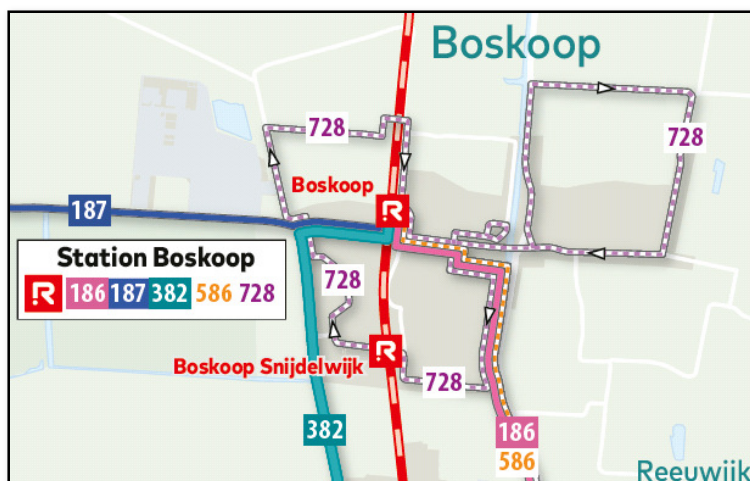 Boskoop
728
728
Boskoop
R
187
Station Boskoop
R 186 187 382 586 728
728
Boskoop Snijdelwijk
R
728
382
186
586
Reeuwijk